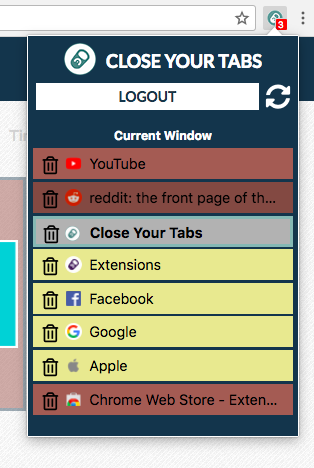 3
CLOSE YOUR TABS
LOGOUT
Current Window
YouTube
reddit: the front page of th...
Close Your Tabs
Extensions
Facebook
Google
Apple
Chrome Web Store - Exten...